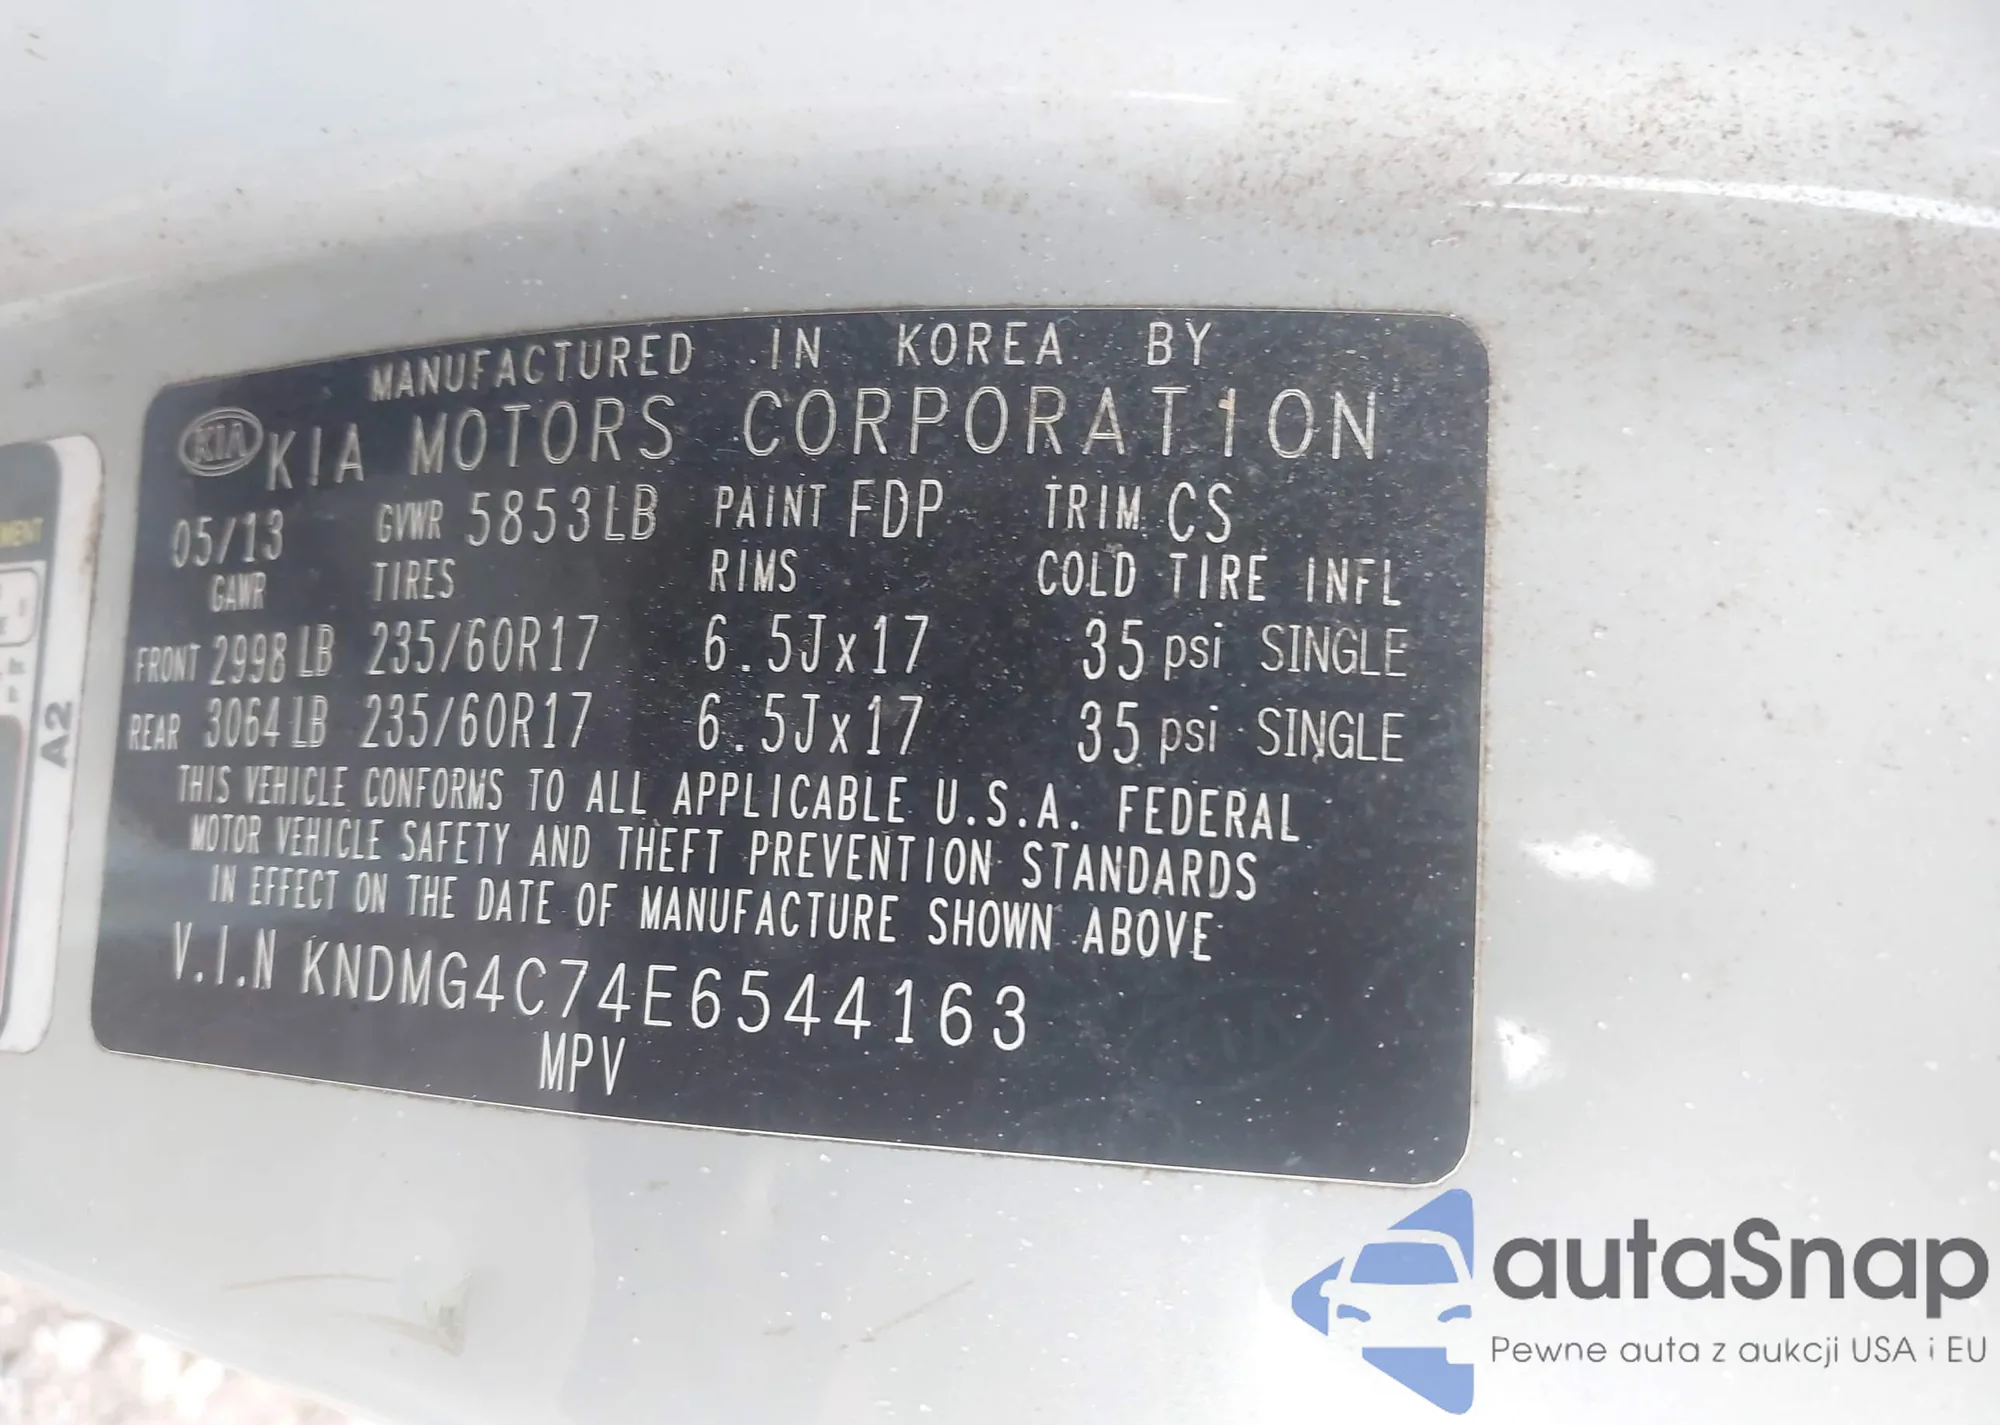 MANUFACTURED IN KOREA BY
KIA KIA MOTORS CORPORATION
05/13 GVWR 5853LB PAINT FDP TRIM CS
GAWR TIRES RIMS COLD TIRE INFL
FRONT 2998 LB 235/60R17 6.5Jx17 35 psi SINGLE
REAR 3064 LB 235/60R17 6.5Jx17 35 psi SINGLE
THIS VEHICLE CONFORMS TO ALL APPLICABLE U.S.A. FEDERAL
MOTOR VEHICLE SAFETY AND THEFT PREVENTION STANDARDS
IN EFFECT ON THE DATE OF MANUFACTURE SHOWN ABOVE
V.I.N KNDMG4C74E6544163
MPV
A2
autaSnap
Pewne auta z aukcji USA i EU